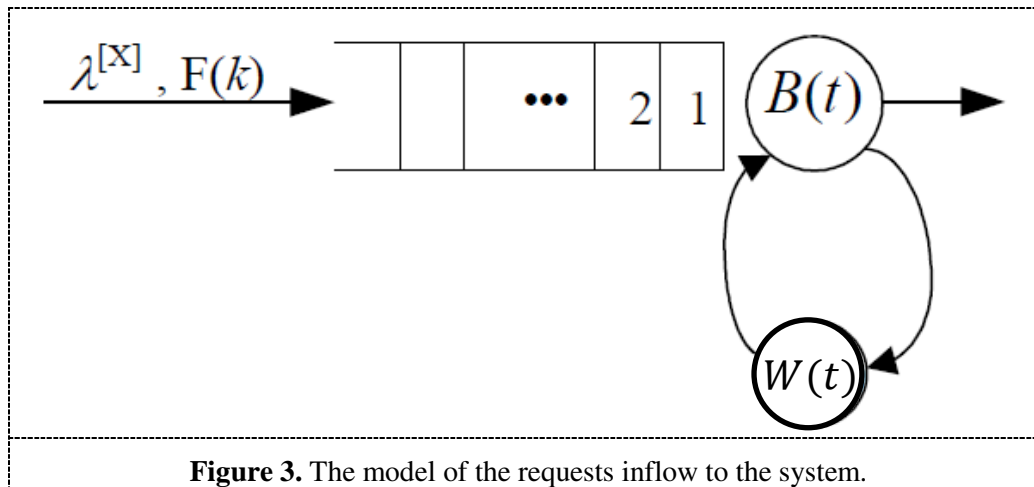 λ^[X] , F(k)
••• 2 1
B(t)
W(t)
Figure 3. The model of the requests inflow to the system.